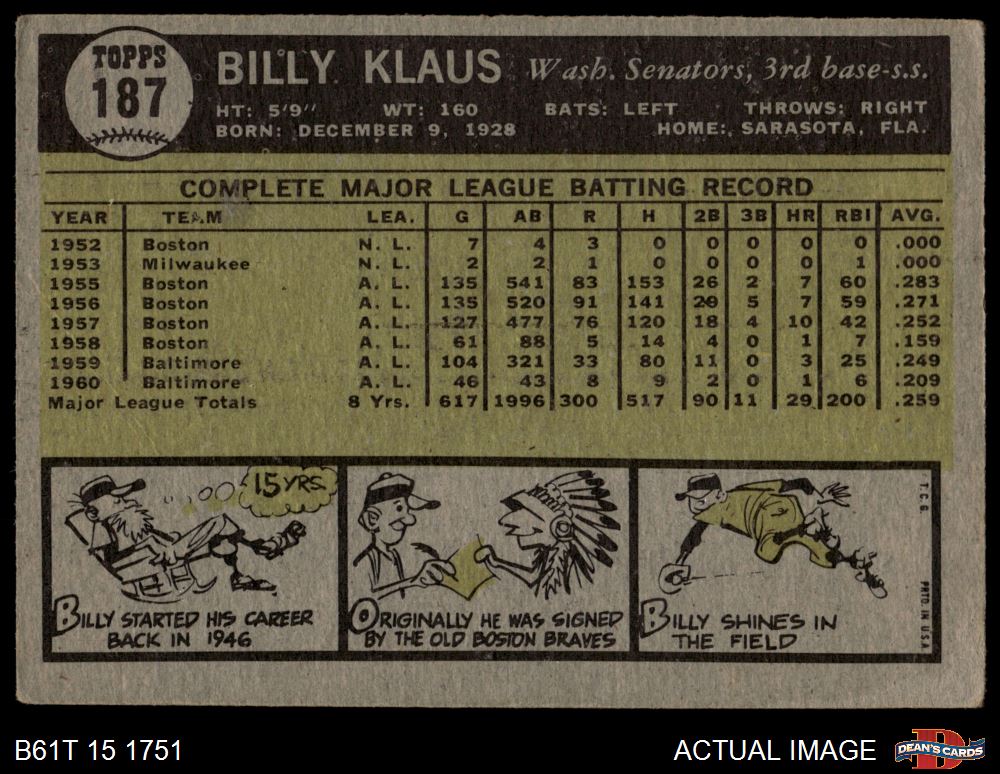 TOPPS
187
BILLY KLAUS Wash. Senators, 3rd base-s.s.
HT: 5'9" WT: 160 BATS: LEFT THROWS: RIGHT
BORN: DECEMBER 9, 1928 HOME: SARASOTA, FLA.
COMPLETE MAJOR LEAGUE BATTING RECORD
YEAR TEAM LEA. G AB R H 2B 3B HR RBI AVG.
1952 Boston N. L. 7 4 3 0 0 0 0 0 .000
1953 Milwaukee N. L. 2 2 1 0 0 0 0 1 .000
1955 Boston A. L. 135 541 83 153 26 2 7 60 .283
1956 Boston A. L. 135 520 91 141 29 5 7 59 .271
1957 Boston A. L. 127 477 76 120 18 4 10 42 .252
1958 Boston A. L. 61 88 5 14 4 0 1 7 .159
1959 Baltimore A. L. 104 321 33 80 11 0 3 25 .249
1960 Baltimore A. L. 46 43 8 9 2 0 1 6 .209
Major League Totals 8 Yrs. 617 1996 300 517 90 11 29 200 .259
15 YRS.
BILLY STARTED HIS CAREER
BACK IN 1946
ORIGINALLY HE WAS SIGNED
BY THE OLD BOSTON BRAVES
BILLY SHINES IN
THE FIELD
T.C.G.
PRTD. IN U.S.A.
B61T 15 1751
ACTUAL IMAGE
D
DEAN'S CARDS